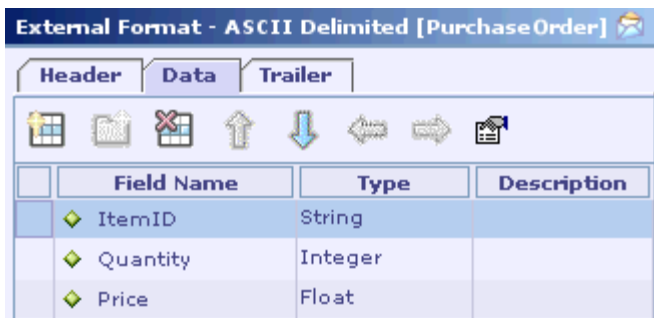 External Format - ASCII Delimited [PurchaseOrder]
Header Data Trailer
Field Name Type Description
ItemID String
Quantity Integer
Price Float